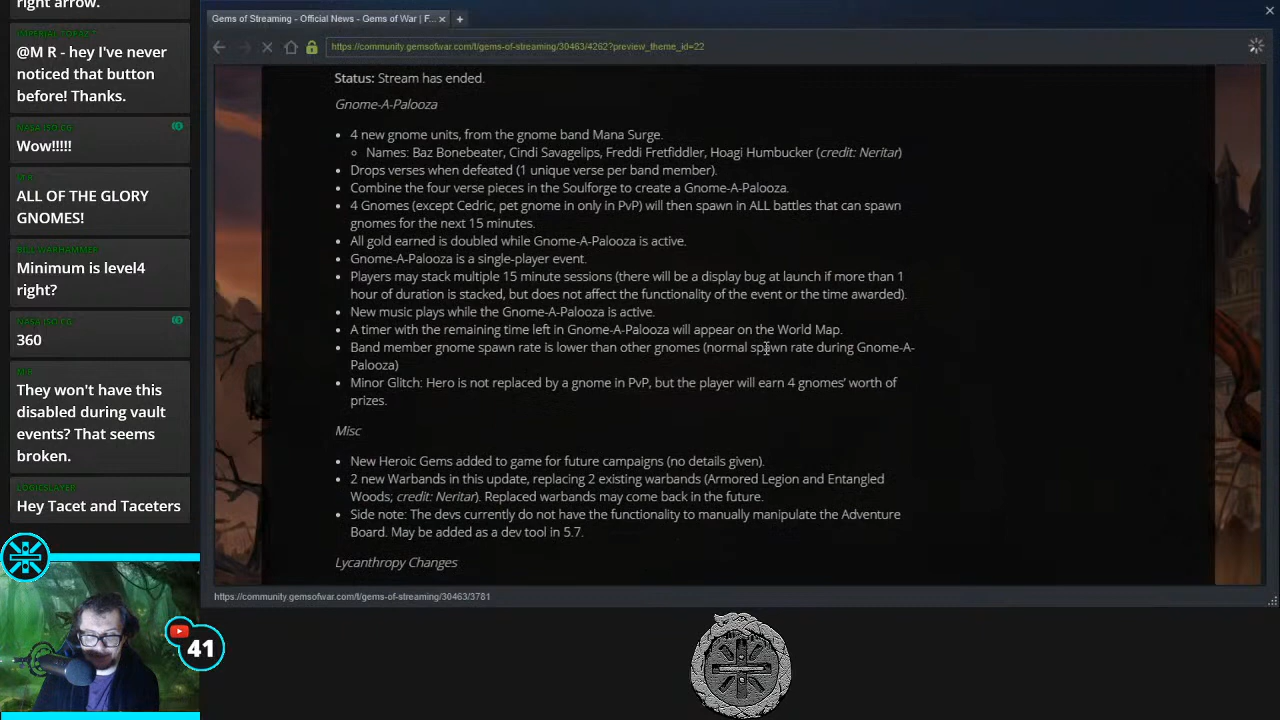 right arrow.
IMPERIAL TOPAZ 7
@M R - hey I've never
noticed that button
before! Thanks.
Wow!!!!!
M R
ALL OF THE GLORY
GNOMES!
BILL WARHAMMER
Minimum is level4
right?
360
M R
They won't have this
disabled during vault
events? That seems
broken.
LOGICSLAYER
Hey Tacet and Taceters
41
Gems of Streaming - Official News - Gems of War | F...
https://community.gemsofwar.com/t/gems-of-streaming/30463/4262?preview_theme_id=22
Status: Stream has ended.
Gnome-A-Palooza
• 4 new gnome units, from the gnome band Mana Surge.
Names: Baz Bonebeater, Cindi Savagelips, Freddi Fretfiddler, Hoagi Humbucker (credit: Neritar)
• Drops verses when defeated (1 unique verse per band member).
• Combine the four verse pieces in the Soulforge to create a Gnome-A-Palooza.
• 4 Gnomes (except Cedric, pet gnome in only in PvP) will then spawn in ALL battles that can spawn
gnomes for the next 15 minutes.
• All gold earned is doubled while Gnome-A-Palooza is active.
• Gnome-A-Palooza is a single-player event.
• Players may stack multiple 15 minute sessions (there will be a display bug at launch if more than 1
hour of duration is stacked, but does not affect the functionality of the event or the time awarded).
• New music plays while the Gnome-A-Palooza is active.
• A timer with the remaining time left in Gnome-A-Palooza will appear on the World Map.
• Band member gnome spawn rate is lower than other gnomes (normal spawn rate during Gnome-A-
Palooza)
• Minor Glitch: Hero is not replaced by a gnome in PvP, but the player will earn 4 gnomes' worth of
prizes.
Misc
• New Heroic Gems added to game for future campaigns (no details given).
• 2 new Warbands in this update, replacing 2 existing warbands (Armored Legion and Entangled
Woods; credit: Neritar). Replaced warbands may come back in the future.
• Side note: The devs currently do not have the functionality to manually manipulate the Adventure
Board. May be added as a dev tool in 5.7.
Lycanthropy Changes
https://community.gemsofwar.com/t/gems-of-streaming/30463/3781